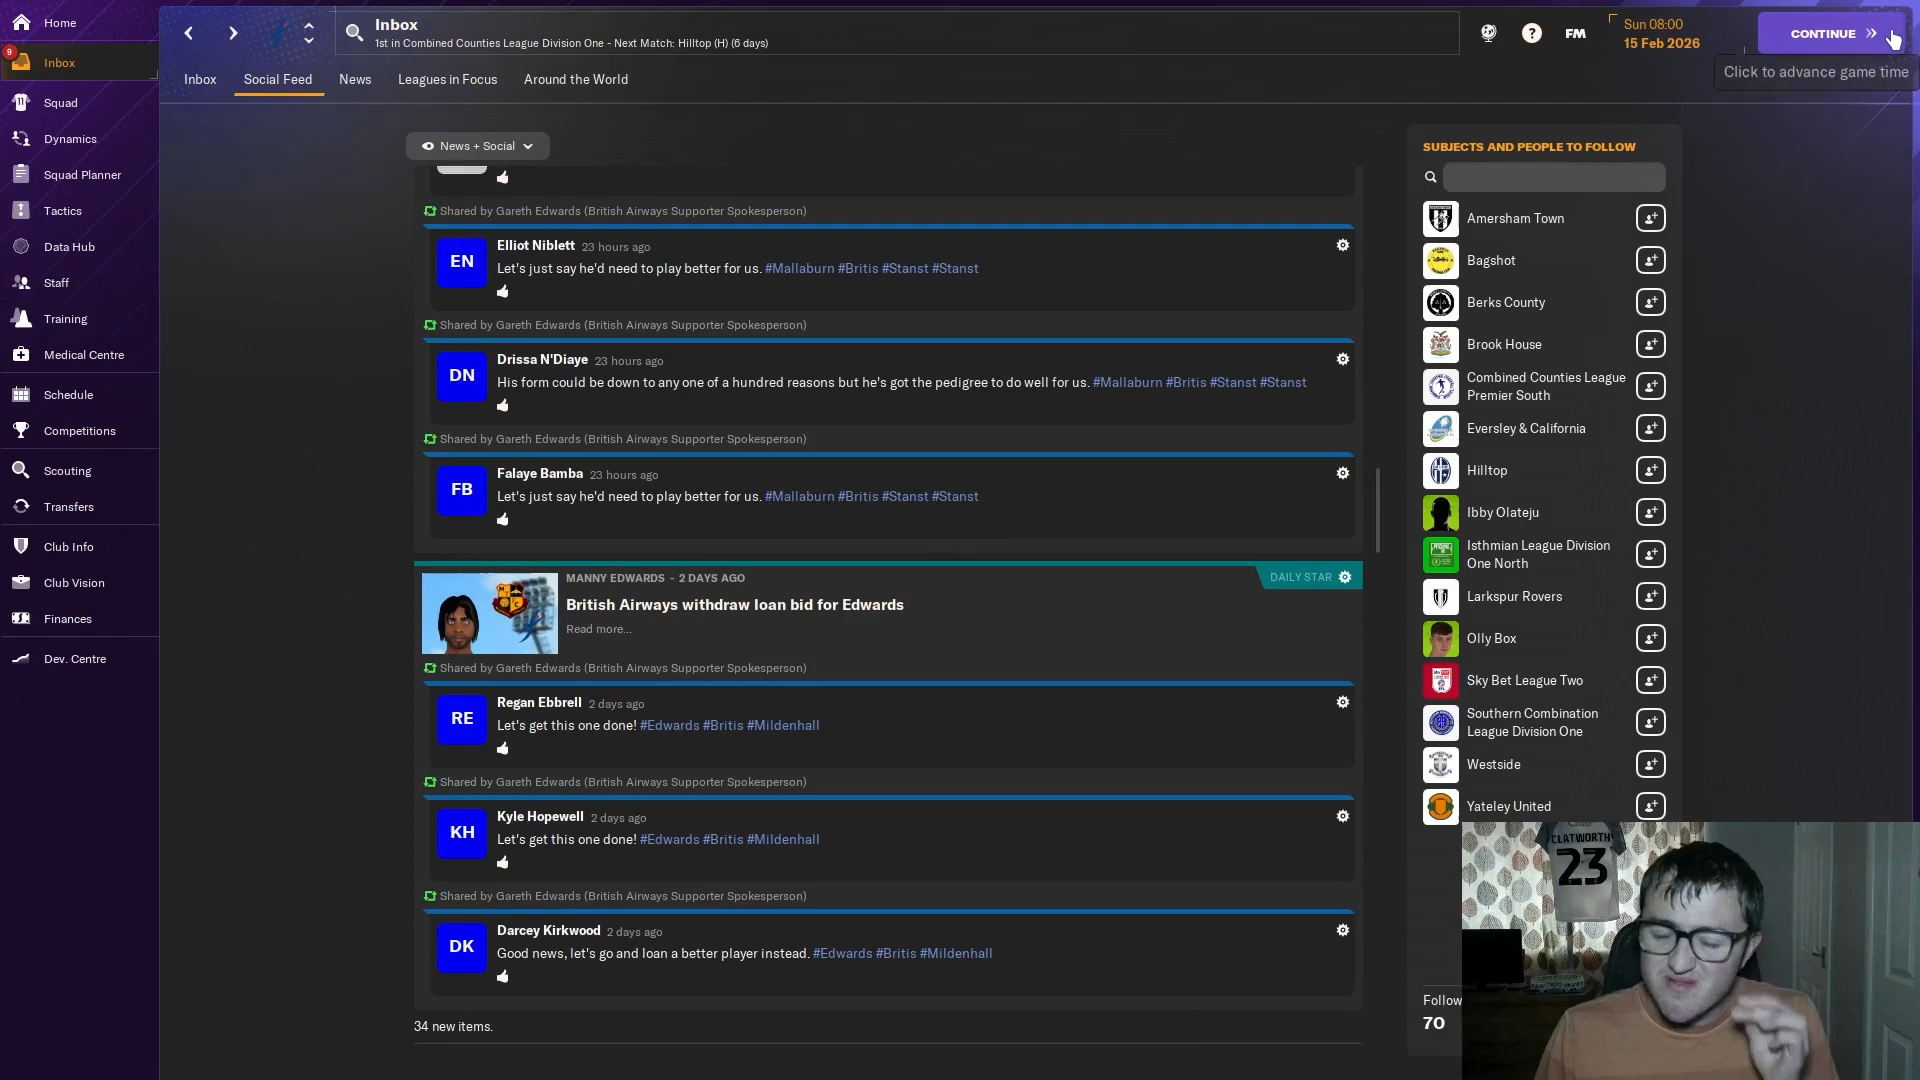 Home
9
Inbox
Squad
Dynamics
Squad Planner
Tactics
Data Hub
Staff
Training
Medical Centre
Schedule
Competitions
Scouting
Transfers
Club Info
Club Vision
Finances
Dev. Centre
Inbox
1st in Combined Counties League Division One - Next Match: Hilltop (H) (6 days)
?
FM
Sun 08:00
15 Feb 2026
CONTINUE
Click to advance game time
Inbox
Social Feed
News
Leagues in Focus
Around the World
News + Social
Shared by Gareth Edwards (British Airways Supporter Spokesperson)
EN
Elliot Niblett 23 hours ago
Let's just say he'd need to play better for us. #Mallaburn #Britis #Stanst #Stanst
Shared by Gareth Edwards (British Airways Supporter Spokesperson)
DN
Drissa N'Diaye 23 hours ago
His form could be down to any one of a hundred reasons but he's got the pedigree to do well for us. #Mallaburn #Britis #Stanst #Stanst
Shared by Gareth Edwards (British Airways Supporter Spokesperson)
FB
Falaye Bamba 23 hours ago
Let's just say he'd need to play better for us. #Mallaburn #Britis #Stanst #Stanst
MANNY EDWARDS - 2 DAYS AGO
DAILY STAR
British Airways withdraw loan bid for Edwards
Read more...
Shared by Gareth Edwards (British Airways Supporter Spokesperson)
RE
Regan Ebbrell 2 days ago
Let's get this one done! #Edwards #Britis #Mildenhall
Shared by Gareth Edwards (British Airways Supporter Spokesperson)
KH
Kyle Hopewell 2 days ago
Let's get this one done! #Edwards #Britis #Mildenhall
Shared by Gareth Edwards (British Airways Supporter Spokesperson)
DK
Darcey Kirkwood 2 days ago
Good news, let's go and loan a better player instead. #Edwards #Britis #Mildenhall
34 new items.
SUBJECTS AND PEOPLE TO FOLLOW
Amersham Town
Bagshot
Berks County
Brook House
Combined Counties League
Premier South
Eversley & California
Hilltop
Ibby Olateju
Isthmian League Division
One North
Larkspur Rovers
Olly Box
Sky Bet League Two
Southern Combination
League Division One
Westside
Yateley United
Follow
70
CLATWORTHY
23